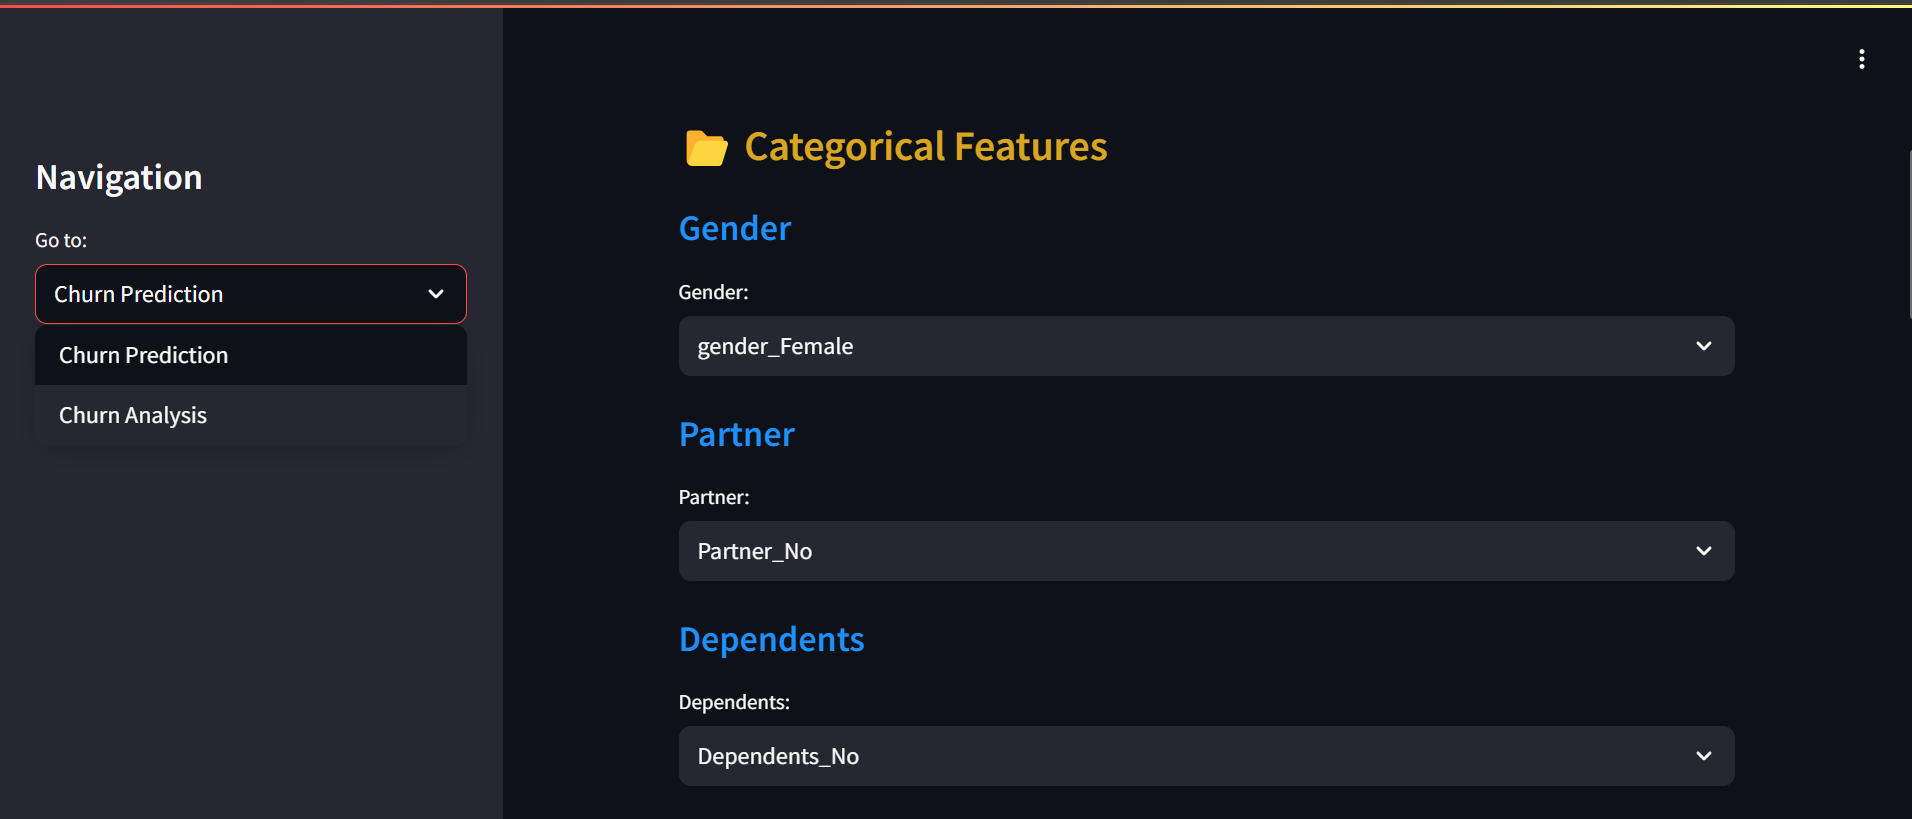 Navigation
Go to:
Churn Prediction
Churn Prediction
Churn Analysis
Categorical Features
Gender
Gender:
gender_Female
Partner
Partner:
Partner_No
Dependents
Dependents:
Dependents_No